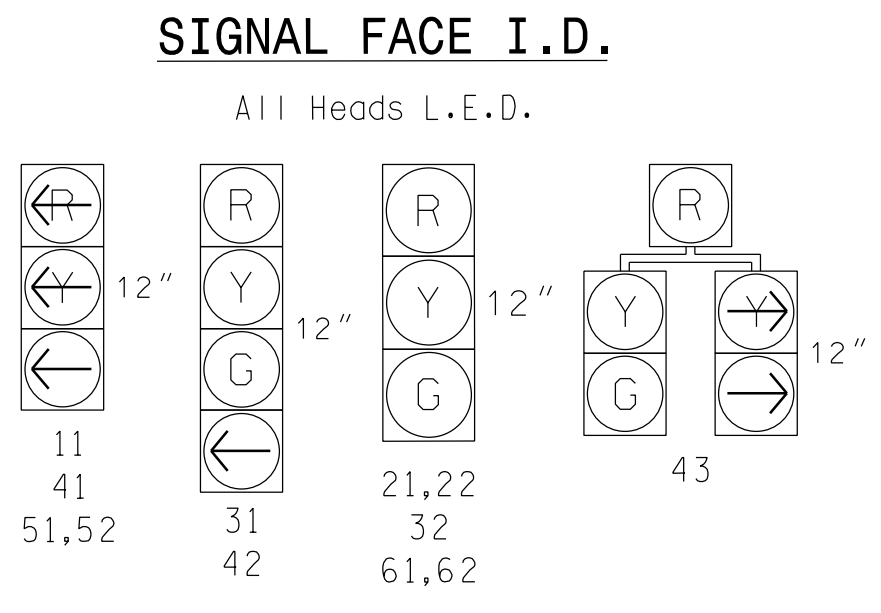 SIGNAL FACE I.D.
All Heads L.E.D.
R
Y
12"
11
41
51,52
R
Y
G
12"
31
42
R
Y
G
12"
21,22
32
61,62
R
Y
G
Y
12"
43